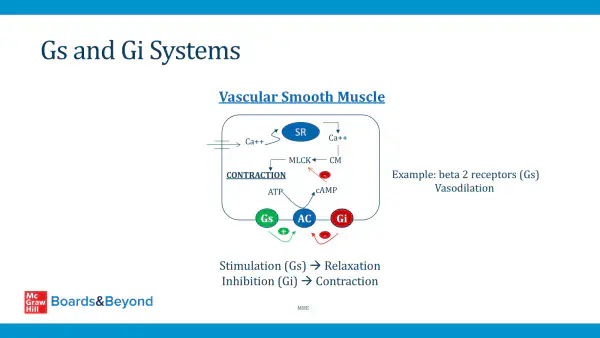 Gs and Gi Systems
Vascular Smooth Muscle
SR
Ca++
Ca++
MLCK
CM
-
CONTRACTION
ATP
cAMP
Gs
AC
Gi
+
-
Example: beta 2 receptors (Gs)
Vasodilation
Stimulation (Gs) → Relaxation
Inhibition (Gi) → Contraction
Mc
Graw
Hill
Boards&Beyond
MHE